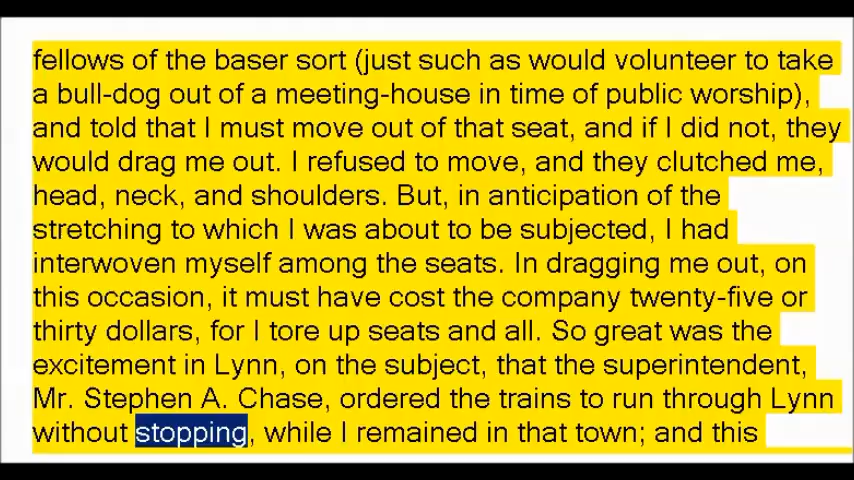 fellows of the baser sort (just such as would volunteer to take
a bull-dog out of a meeting-house in time of public worship),
and told that I must move out of that seat, and if I did not, they
would drag me out. I refused to move, and they clutched me,
head, neck, and shoulders. But, in anticipation of the
stretching to which I was about to be subjected, I had
interwoven myself among the seats. In dragging me out, on
this occasion, it must have cost the company twenty-five or
thirty dollars, for I tore up seats and all. So great was the
excitement in Lynn, on the subject, that the superintendent,
Mr. Stephen A. Chase, ordered the trains to run through Lynn
without stopping, while I remained in that town; and this